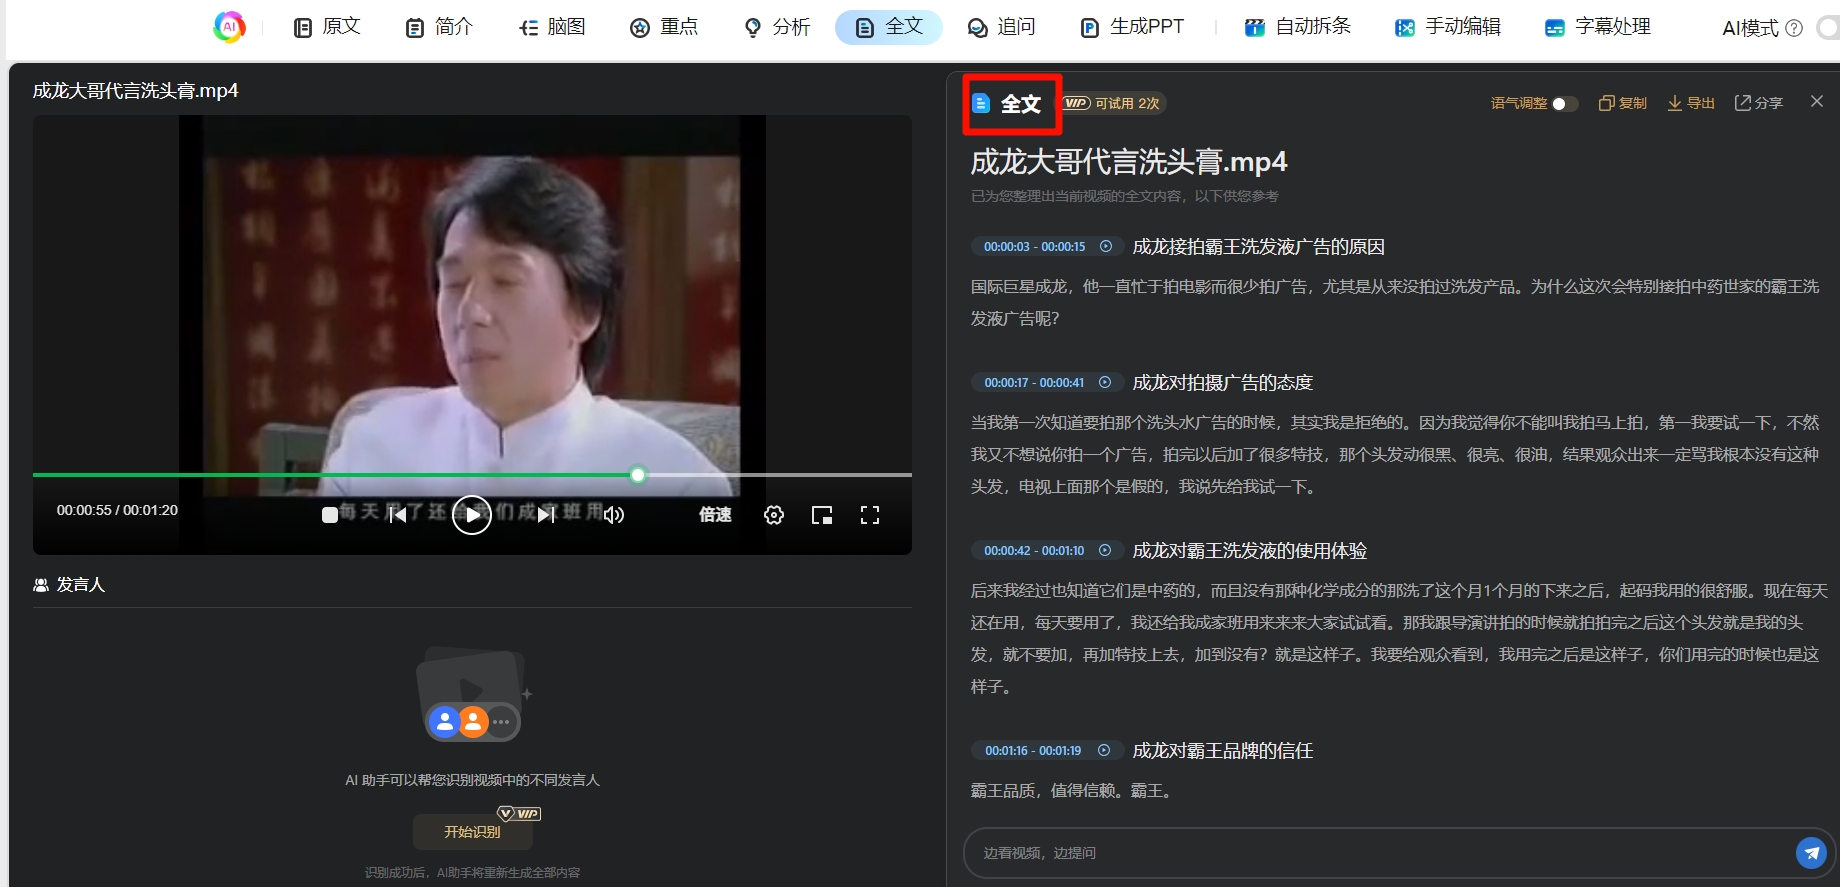 AI
原文
简介
脑图
重点
分析
全文
追问
生成PPT
自动拆条
手动编辑
字幕处理
AI模式
成龙大哥代言洗头膏.mp4
每天用了还给我们成家班用
00:00:55 / 00:01:20
倍速
发言人
AI 助手可以帮您识别视频中的不同发言人
VIP
开始识别
识别成功后，AI助手将重新生成全部内容
全文
VIP 可试用 2次
语气调整
复制
导出
分享
成龙大哥代言洗头膏.mp4
已为您整理出当前视频的全文内容，以下供您参考
00:00:03 - 00:00:15 成龙接拍霸王洗发液广告的原因
国际巨星成龙，他一直忙于拍电影而很少拍广告，尤其是从来没拍过洗发产品。为什么这次会特别接拍中药世家的霸王洗
发液广告呢？
00:00:17 - 00:00:41 成龙对拍摄广告的态度
当我第一次知道要拍那个洗头水广告的时候，其实我是拒绝的。因为我觉得你不能叫我拍马上拍，第一我要试一下，不然
我又不想说你拍一个广告，拍完以后加了很多特技，那个头发动很黑、很亮、很油，结果观众出来一定骂我根本没有这种
头发，电视上面那个是假的，我说先给我试一下。
00:00:42 - 00:01:10 成龙对霸王洗发液的使用体验
后来我经过也知道它们是中药的，而且没有那种化学成分的那洗了这个月1个月的下来之后，起码我用的很舒服。现在每天
还在用，每天要用了，我还给我成家班用来来来大家试试看。那我跟导演讲拍的时候就拍拍完之后这个头发就是我的头
发，就不要加，再加特技上去，加到没有？就是这样子。我要给观众看到，我用完之后是这样子，你们用完的时候也是这
样子。
00:01:16 - 00:01:19 成龙对霸王品牌的信任
霸王品质，值得信赖。霸王。
边看视频，边提问